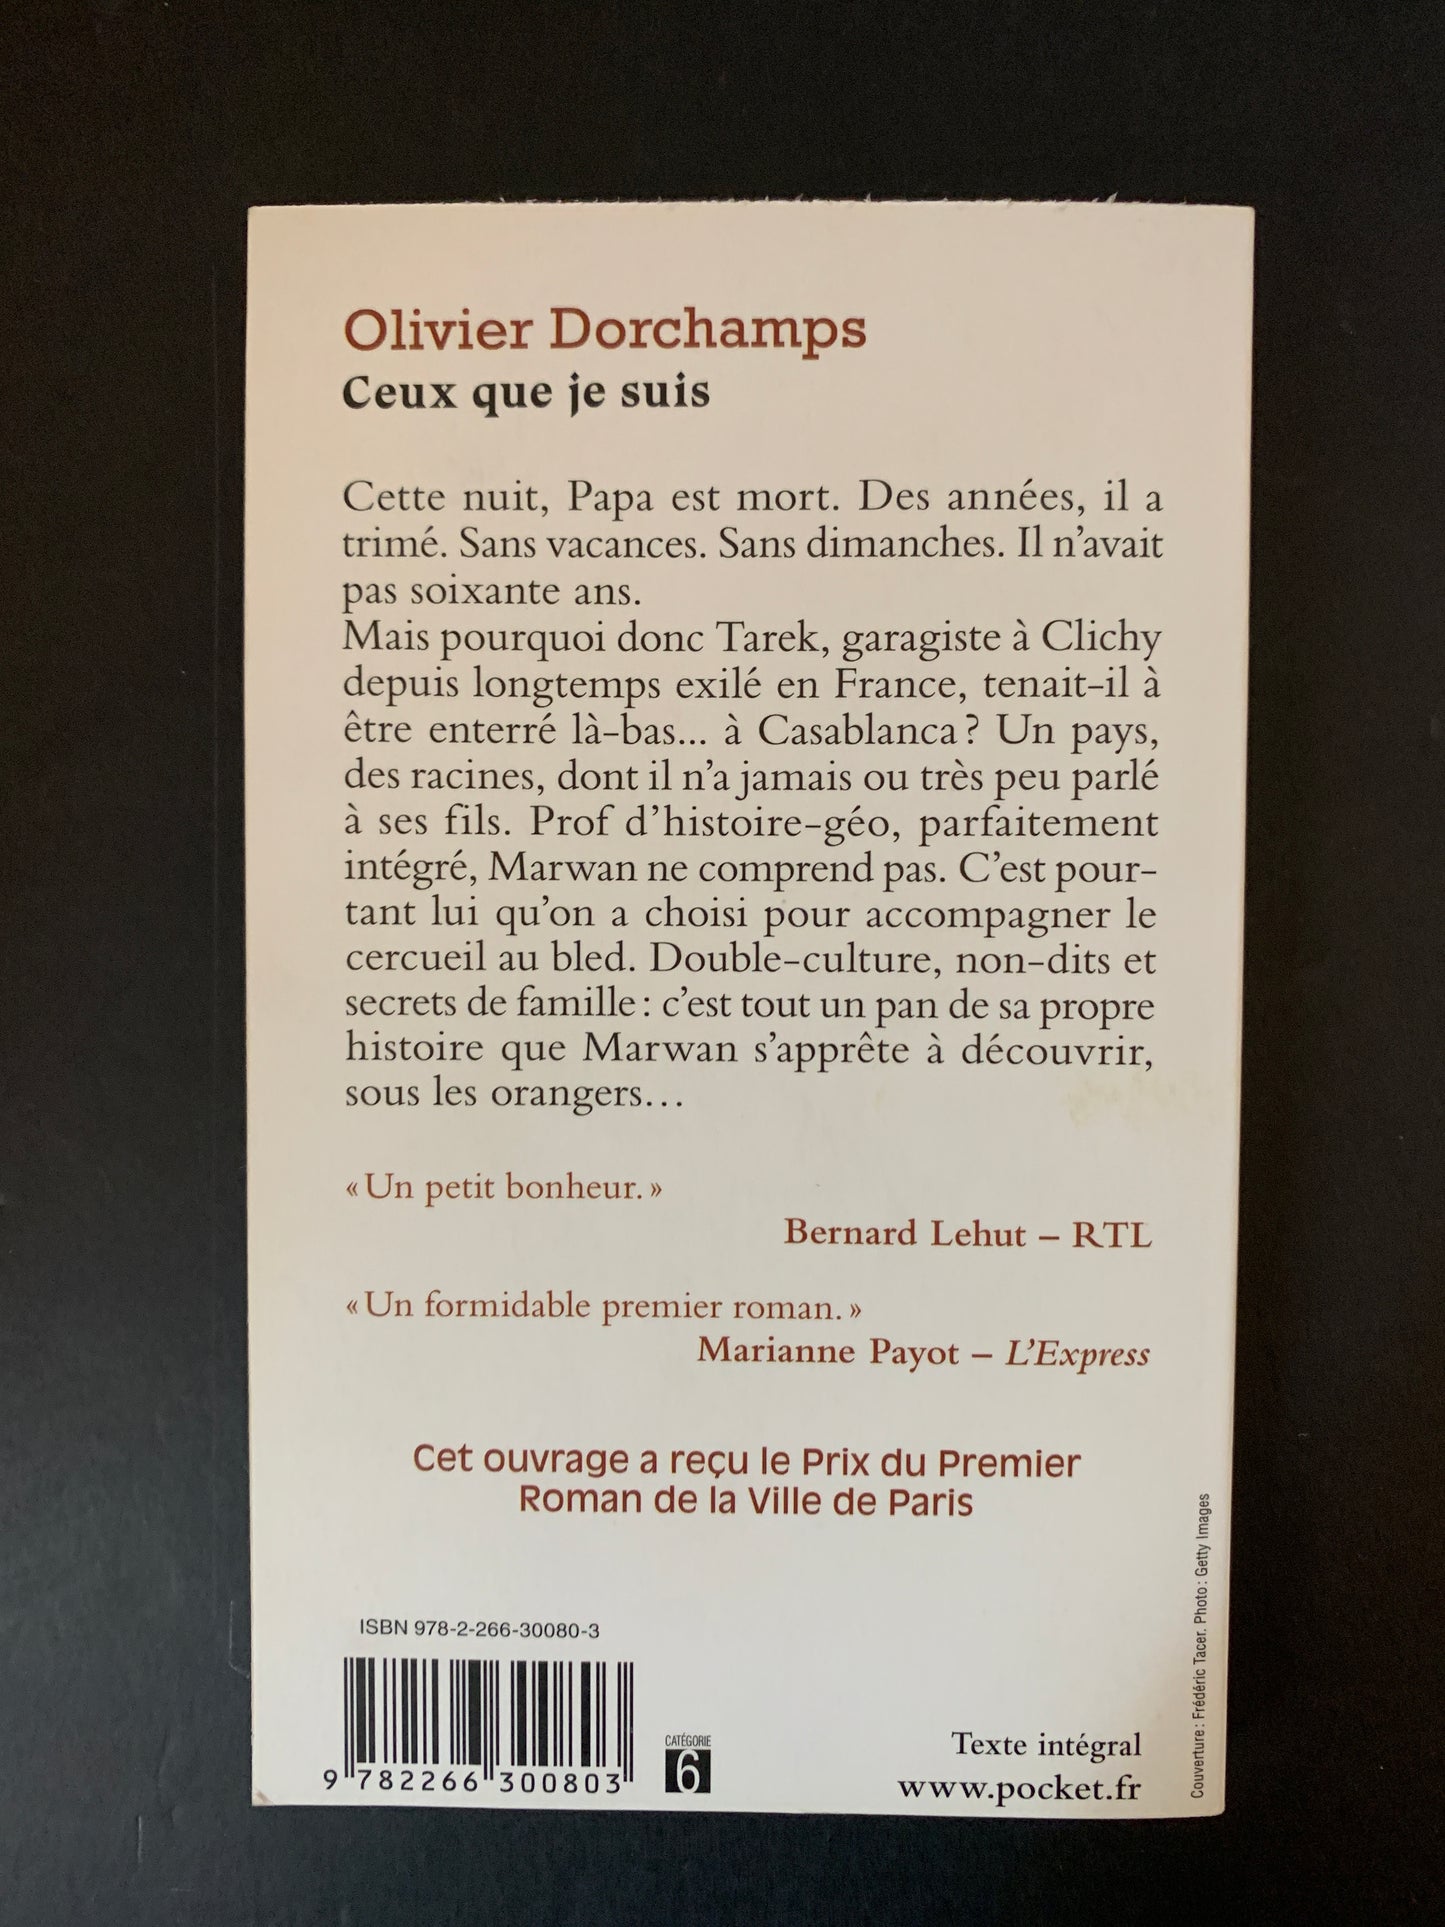 Olivier Dorchamps
Ceux que je suis
Cette nuit, Papa est mort. Des années, il a
trimé. Sans vacances. Sans dimanches. Il n'avait
pas soixante ans.
Mais pourquoi donc Tarek, garagiste à Clichy
depuis longtemps exilé en France, tenait-il à
être enterré là-bas... à Casablanca ? Un pays,
des racines, dont il n'a jamais ou très peu parlé
à ses fils. Prof d'histoire-géo, parfaitement
intégré, Marwan ne comprend pas. C'est pour-
tant lui qu'on a choisi pour accompagner le
cercueil au bled. Double-culture, non-dits et
secrets de famille : c'est tout un pan de sa propre
histoire que Marwan s'apprête à découvrir,
sous les orangers...
« Un petit bonheur. »
Bernard Lehut – RTL
« Un formidable premier roman. »
Marianne Payot – L'Express
Cet ouvrage a reçu le Prix du Premier
Roman de la Ville de Paris
ISBN 978-2-266-30080-3
9 782266 300803
CATÉGORIE
6
Texte intégral
www.pocket.fr
Couverture : Frédéric Tacer. Photo : Getty Images